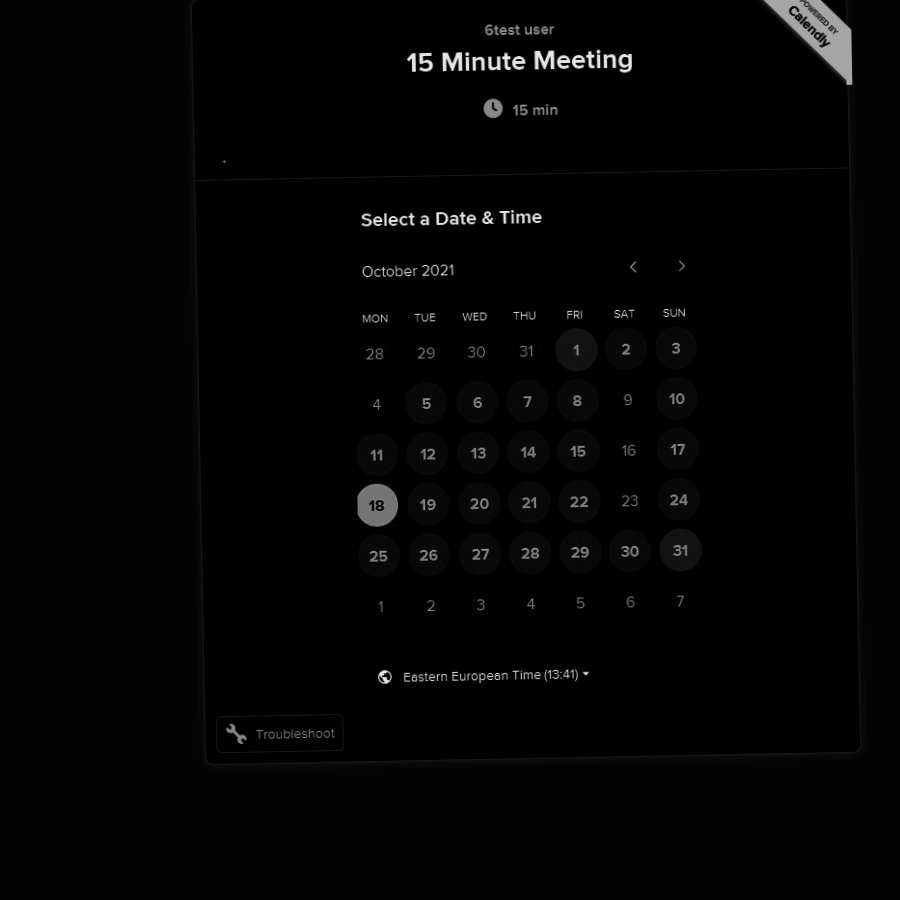 6test user
POWERED BY
Calendly
15 Minute Meeting
15 min
.
Select a Date & Time
October 2021
MON TUE WED THU FRI SAT SUN
28 29 30 31 1 2 3
4 5 6 7 8 9 10
11 12 13 14 15 16 17
18 19 20 21 22 23 24
25 26 27 28 29 30 31
1 2 3 4 5 6 7
Eastern European Time (13:41)
Troubleshoot